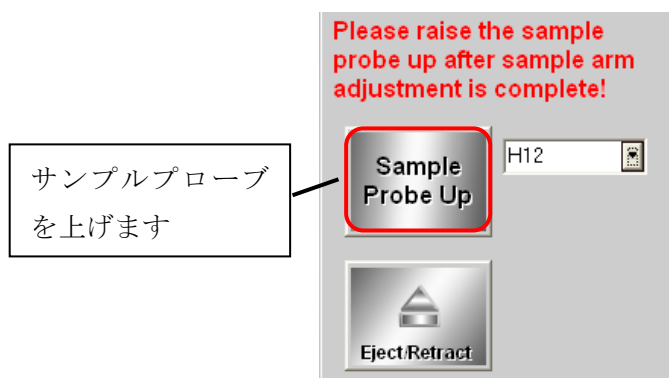 Please raise the sample
probe up after sample arm
adjustment is complete!
サンプルプローブ
を上げます
Sample
Probe Up
H12
Eject/Retract